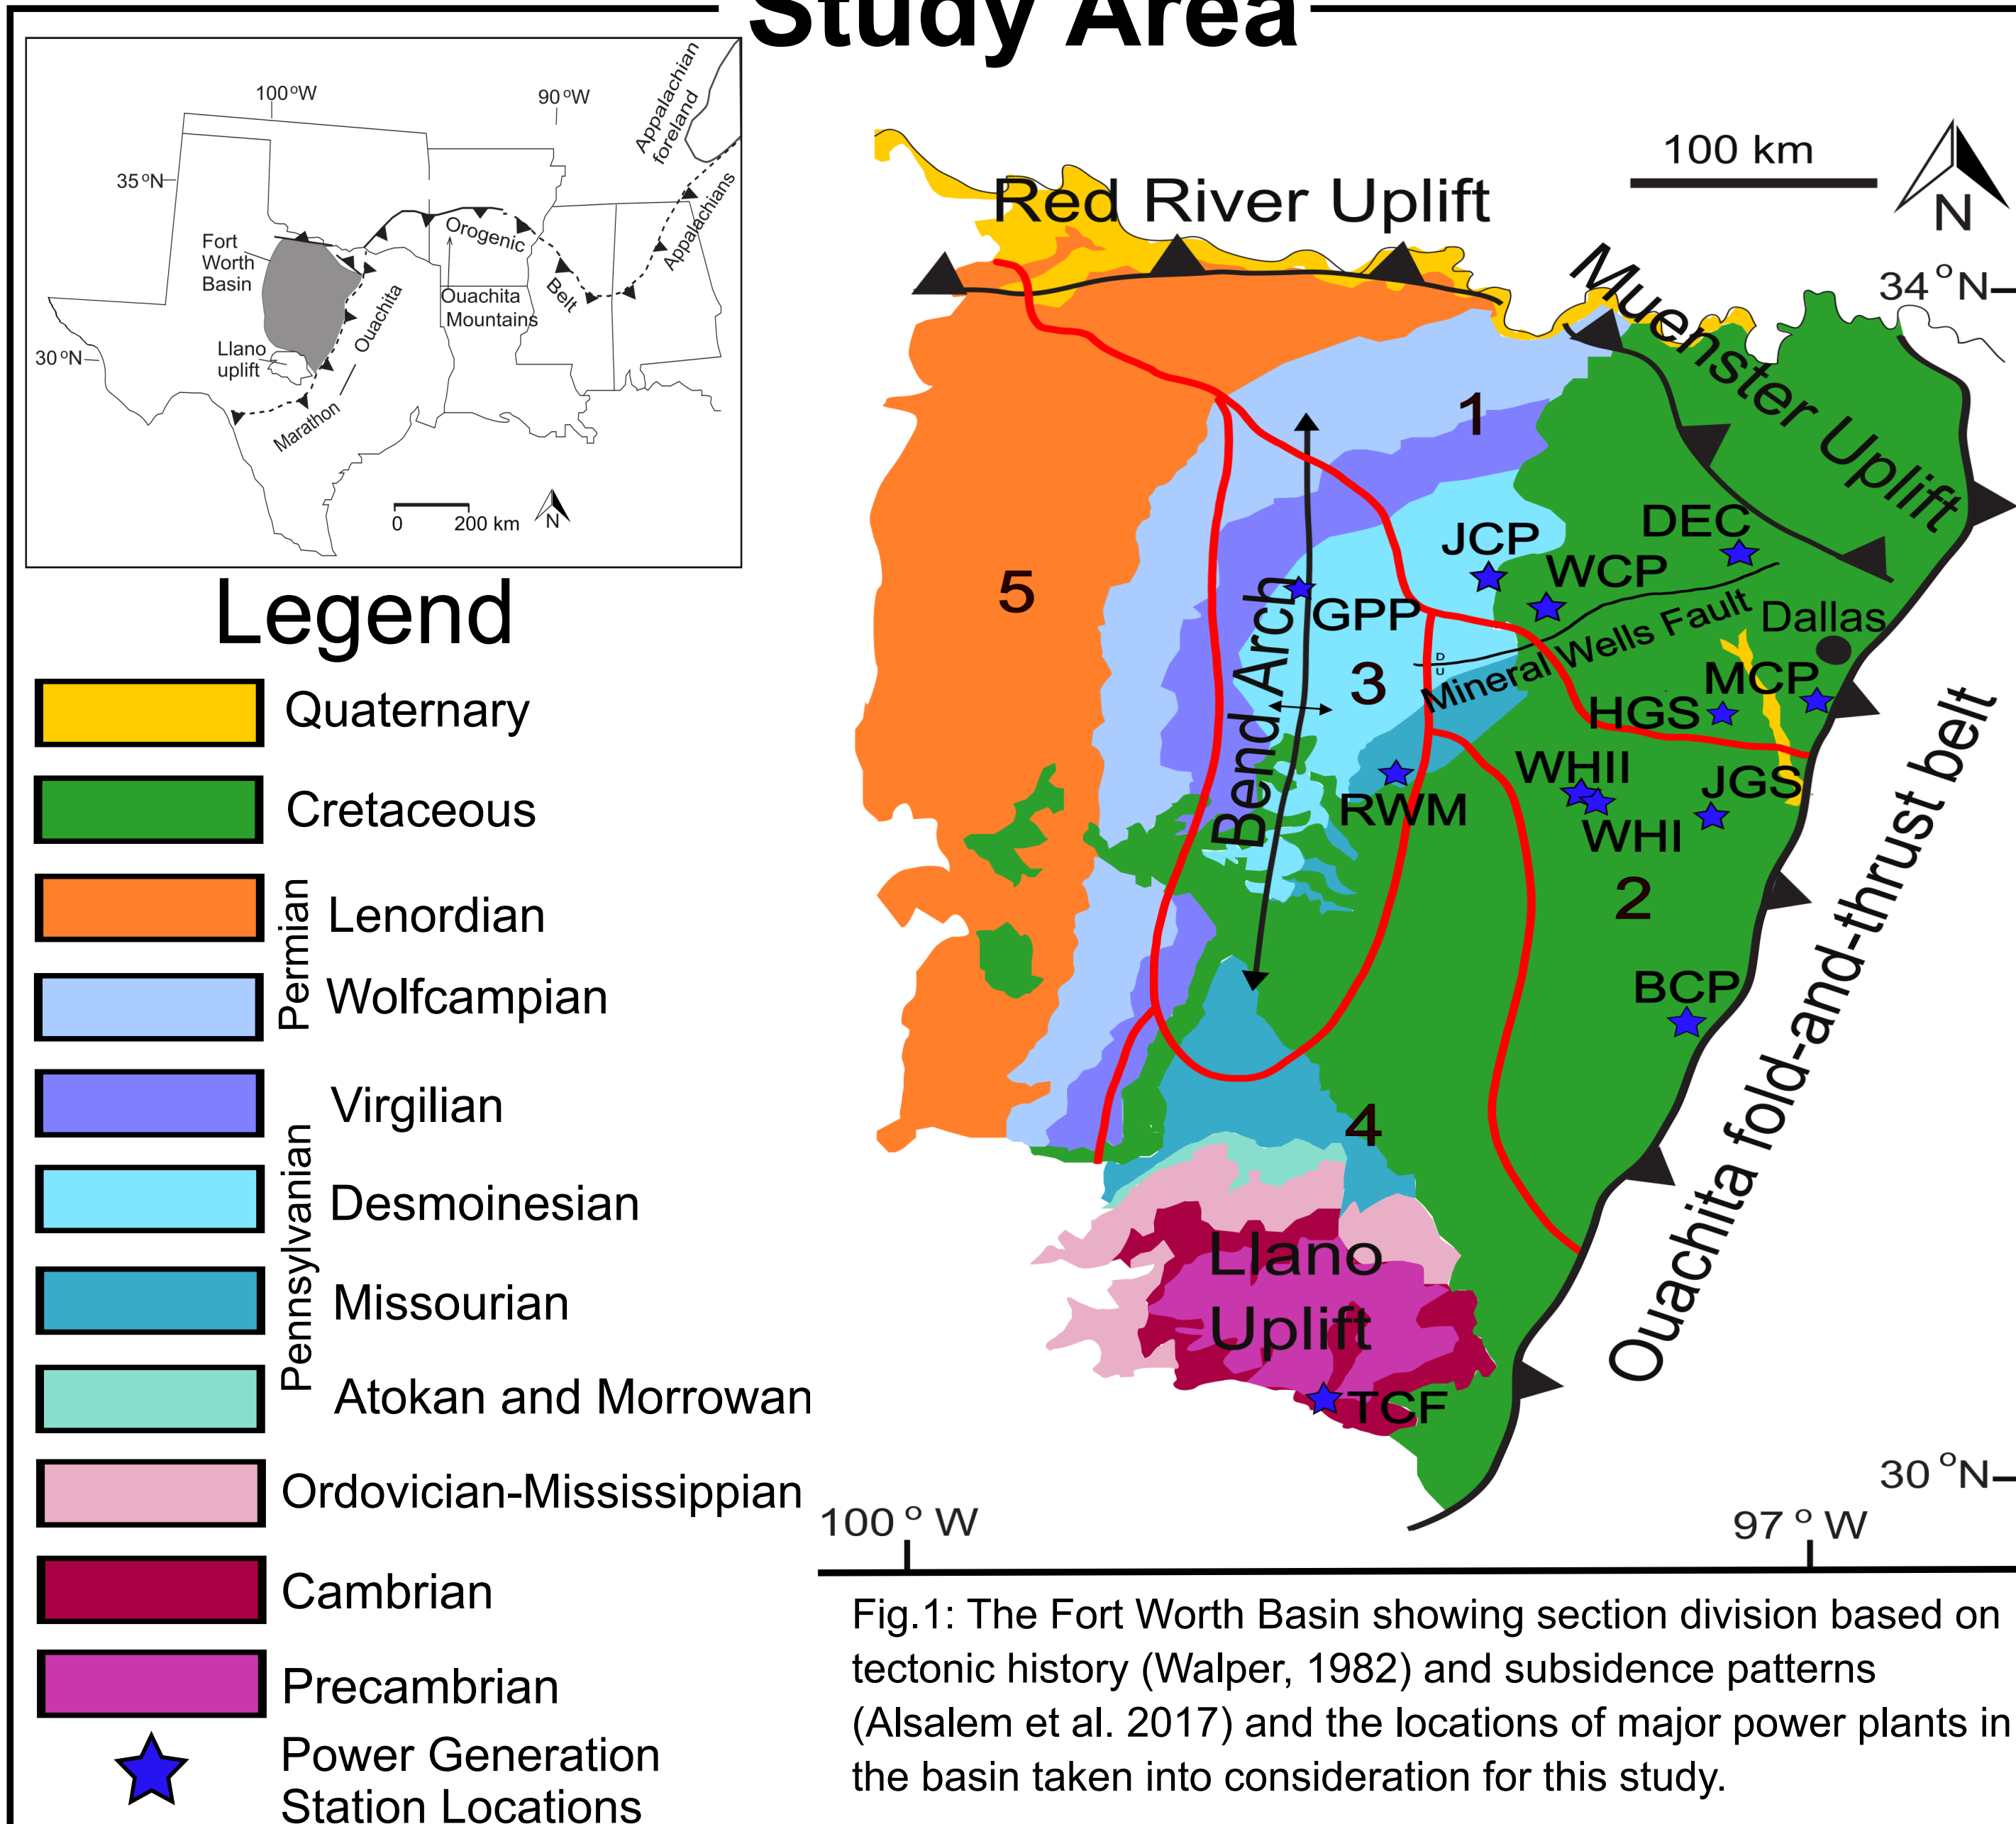 Study Area
100 °W
90 °W
35 °N
30 °N
Appalachian
foreland
Appalachians
Orogenic
Belt
Fort
Worth
Basin
Ouachita
Mountains
Ouachita
Llano
uplift
Marathon
0
200 km
N
Legend
Quaternary
Cretaceous
Permian
Lenordian
Wolfcampian
Pennsylvanian
Virgilian
Desmoinesian
Missourian
Atokan and Morrowan
Ordovician-Mississippian
Cambrian
Precambrian
Power Generation
Station Locations
100 km
N
Red River Uplift
Muenster Uplift
34 °N
1
5
DEC
JCP
WCP
GPP
Bend Arch
3
D
U
Mineral Wells Fault
Dallas
MCP
HGS
WHII
JGS
RWM
WHI
2
BCP
4
Ouachita fold-and-thrust belt
Llano
Uplift
TCF
30 °N
100 ° W
97 ° W
Fig.1: The Fort Worth Basin showing section division based on
tectonic history (Walper, 1982) and subsidence patterns
(Alsalem et al. 2017) and the locations of major power plants in
the basin taken into consideration for this study.